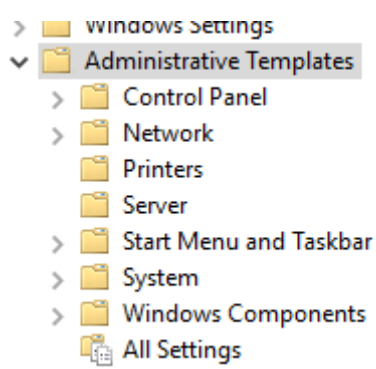 Windows Settings
Administrative Templates
Control Panel
Network
Printers
Server
Start Menu and Taskbar
System
Windows Components
All Settings